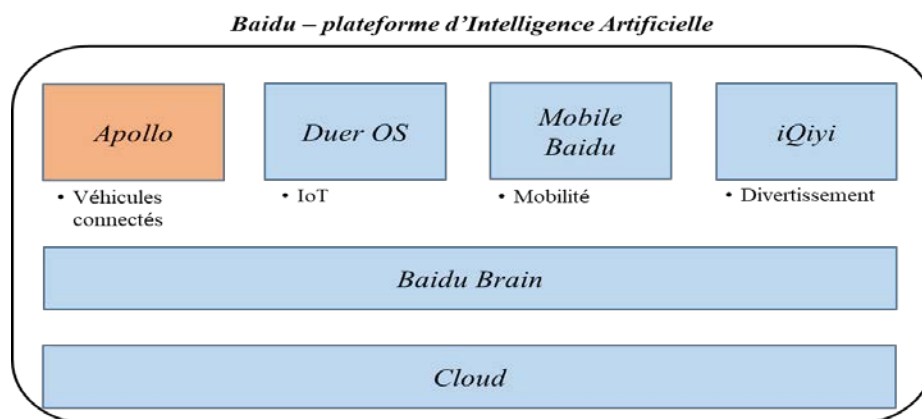 Baidu – plateforme d'Intelligence Artificielle
Apollo
Duer OS
Mobile
Baidu
iQiyi
• Véhicules
connectés
• IoT
• Mobilité
• Divertissement
Baidu Brain
Cloud